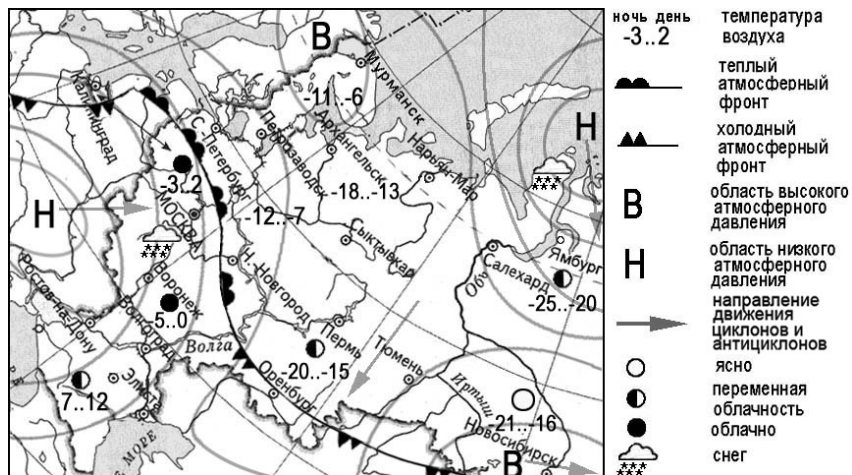 В
Мурманск
-11..-6
Калининград
С.-Петербург
Петрозаводск
Архангельск
Нарьян-Мар
Н
-3..2
-18..-13
Н
МОСКВА
-12..-7
Сыктывкар
Ямбург
Салехард
Обь
-25..-20
Воронеж
Н. Новгород
Ростов-на-Дону
Волгоград
5..0
Волга
Пермь
-20..-15
Тюмень
Оренбург
Иртыш
Элиста
7..12
-21..-16
Новосибирск
В
МОРЕ
ночь день
-3..2
температура
воздуха
теплый
атмосферный
фронт
холодный
атмосферный
фронт
В
область высокого
атмосферного
давления
Н
область низкого
атмосферного
давления
направление
движения
циклонов и
антициклонов
ясно
переменная
облачность
облачно
снег